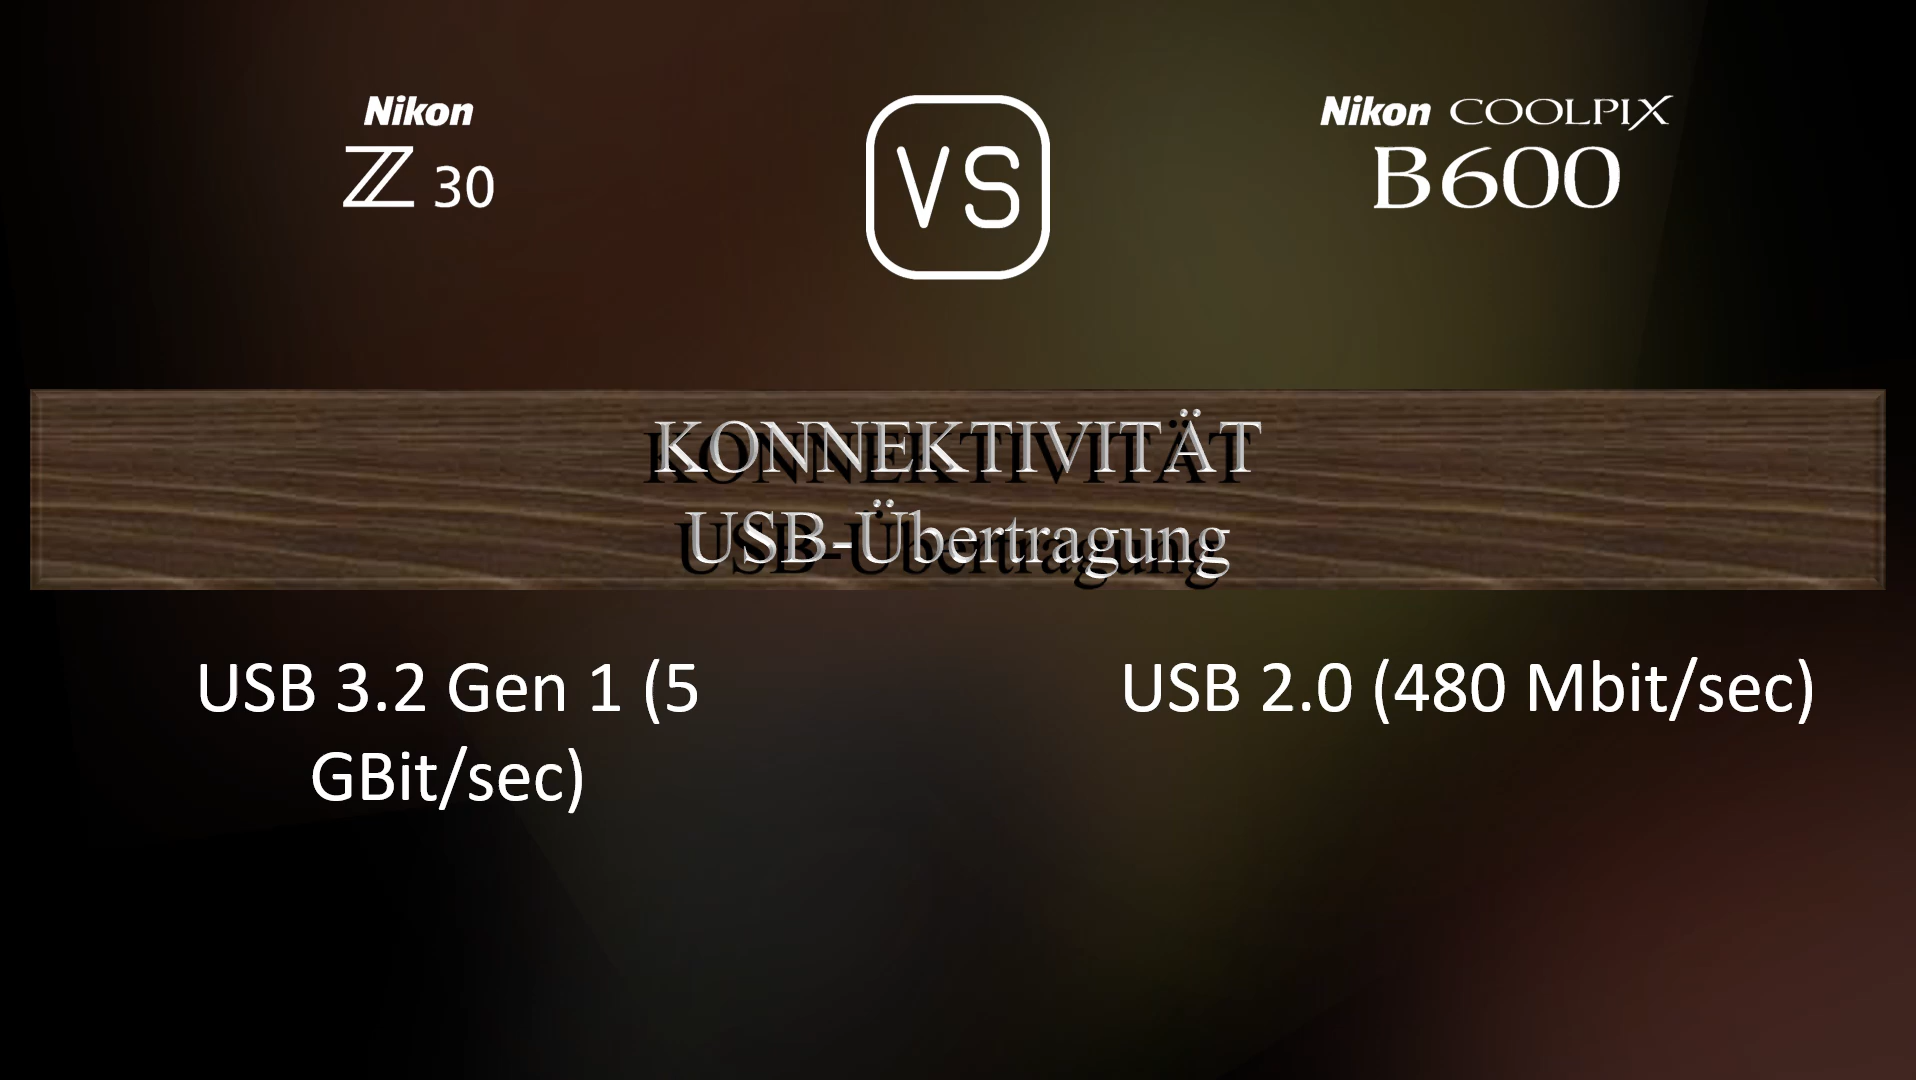 Nikon
Z 30
VS
Nikon COOLPIX
B600
KONNEKTIVITÄT
USB-Übertragung
USB 3.2 Gen 1 (5
GBit/sec)
USB 2.0 (480 Mbit/sec)